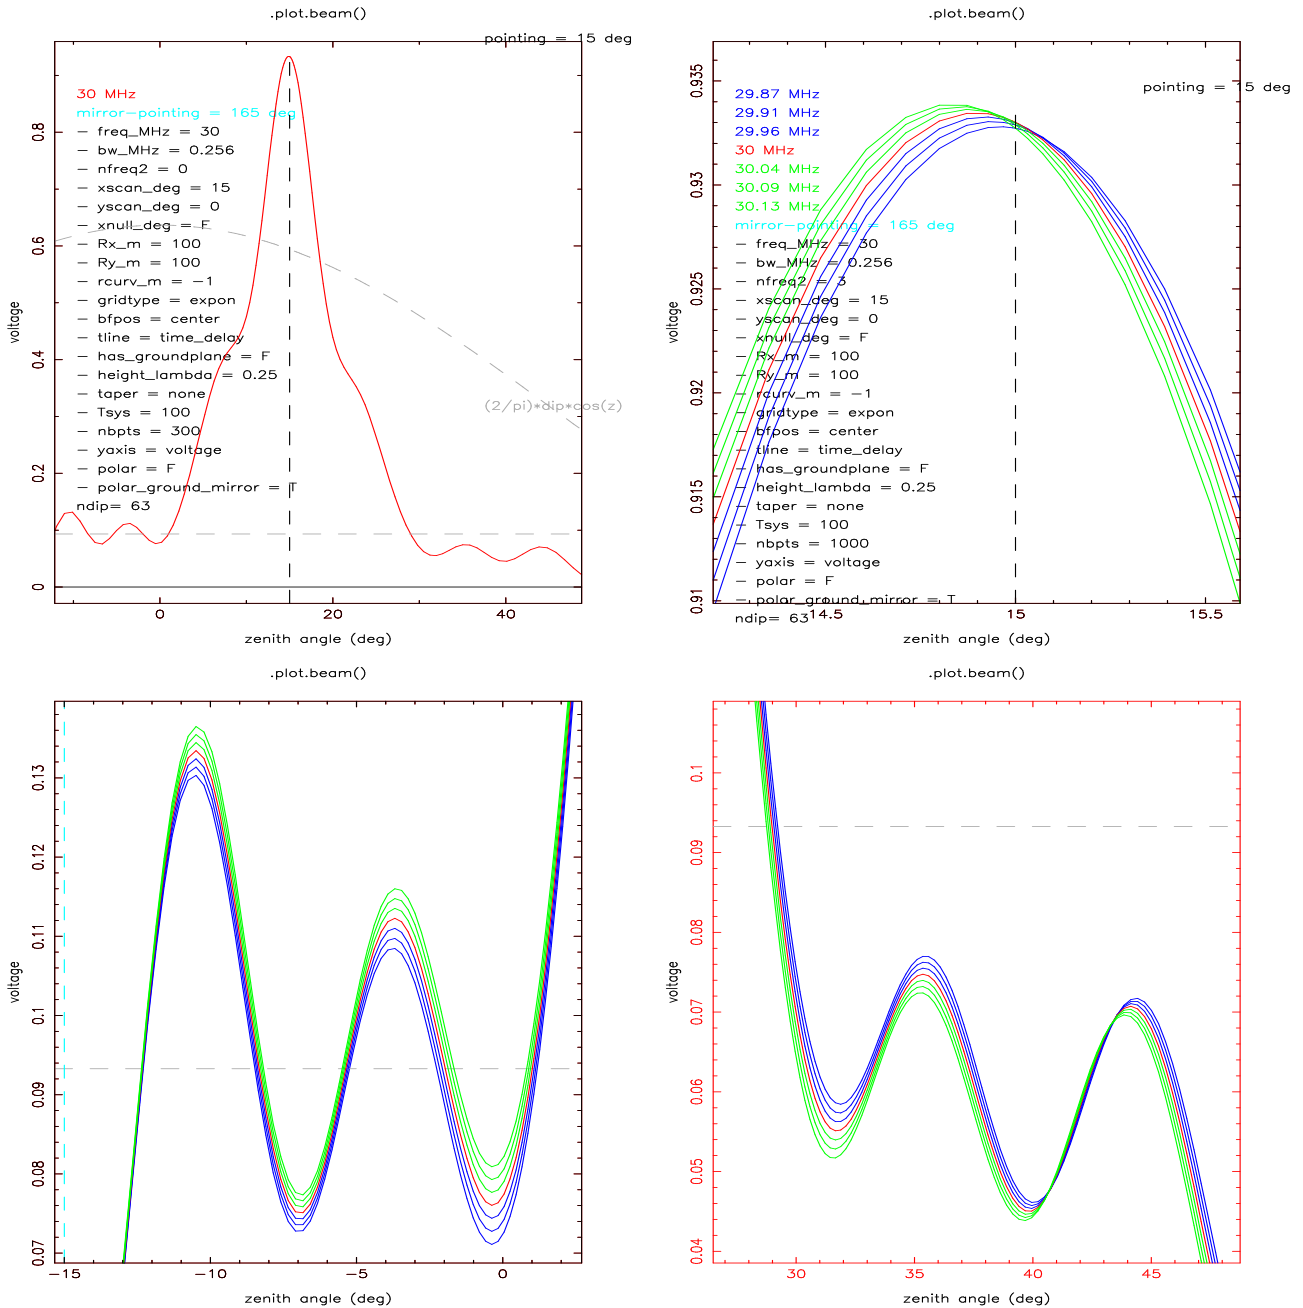 .plot.beam()
pointing = 15 deg
30 MHz
mirror-pointing = 165 deg
- freq_MHz = 30
- bw_MHz = 0.256
- nfreq2 = 0
- xscan_deg = 15
- yscan_deg = 0
- xnull_deg = F
- Rx_m = 100
- Ry_m = 100
- rcurv_m = -1
- gridtype = expon
- bfpos = center
- tline = time_delay
- has_groundplane = F
- height_lambda = 0.25
- taper = none
- Tsys = 100
- nbpts = 300
- yaxis = voltage
- polar = F
- polar_ground_mirror = T
ndip= 63
(2/pi)*dip*cos(z)
voltage
0 0.2 0.4 0.6 0.8
0 20 40
zenith angle (deg)
.plot.beam()
pointing = 15 deg
29.87 MHz
29.91 MHz
29.96 MHz
30 MHz
30.04 MHz
30.09 MHz
30.13 MHz
mirror-pointing = 165 deg
- freq_MHz = 30
- bw_MHz = 0.256
- nfreq2 = 3
- xscan_deg = 15
- yscan_deg = 0
- xnull_deg = F
- Rx_m = 100
- Ry_m = 100
- rcurv_m = -1
- gridtype = expon
- bfpos = center
- tline = time_delay
- has_groundplane = F
- height_lambda = 0.25
- taper = none
- Tsys = 100
- nbpts = 1000
- yaxis = voltage
- polar = F
- polar_ground_mirror = T
ndip= 63
voltage
0.91 0.915 0.92 0.925 0.93 0.935
14.5 15 15.5
zenith angle (deg)
.plot.beam()
voltage
0.07 0.08 0.09 0.1 0.11 0.12 0.13
-15 -10 -5 0
zenith angle (deg)
.plot.beam()
voltage
0.04 0.05 0.06 0.07 0.08 0.09 0.1
30 35 40 45
zenith angle (deg)